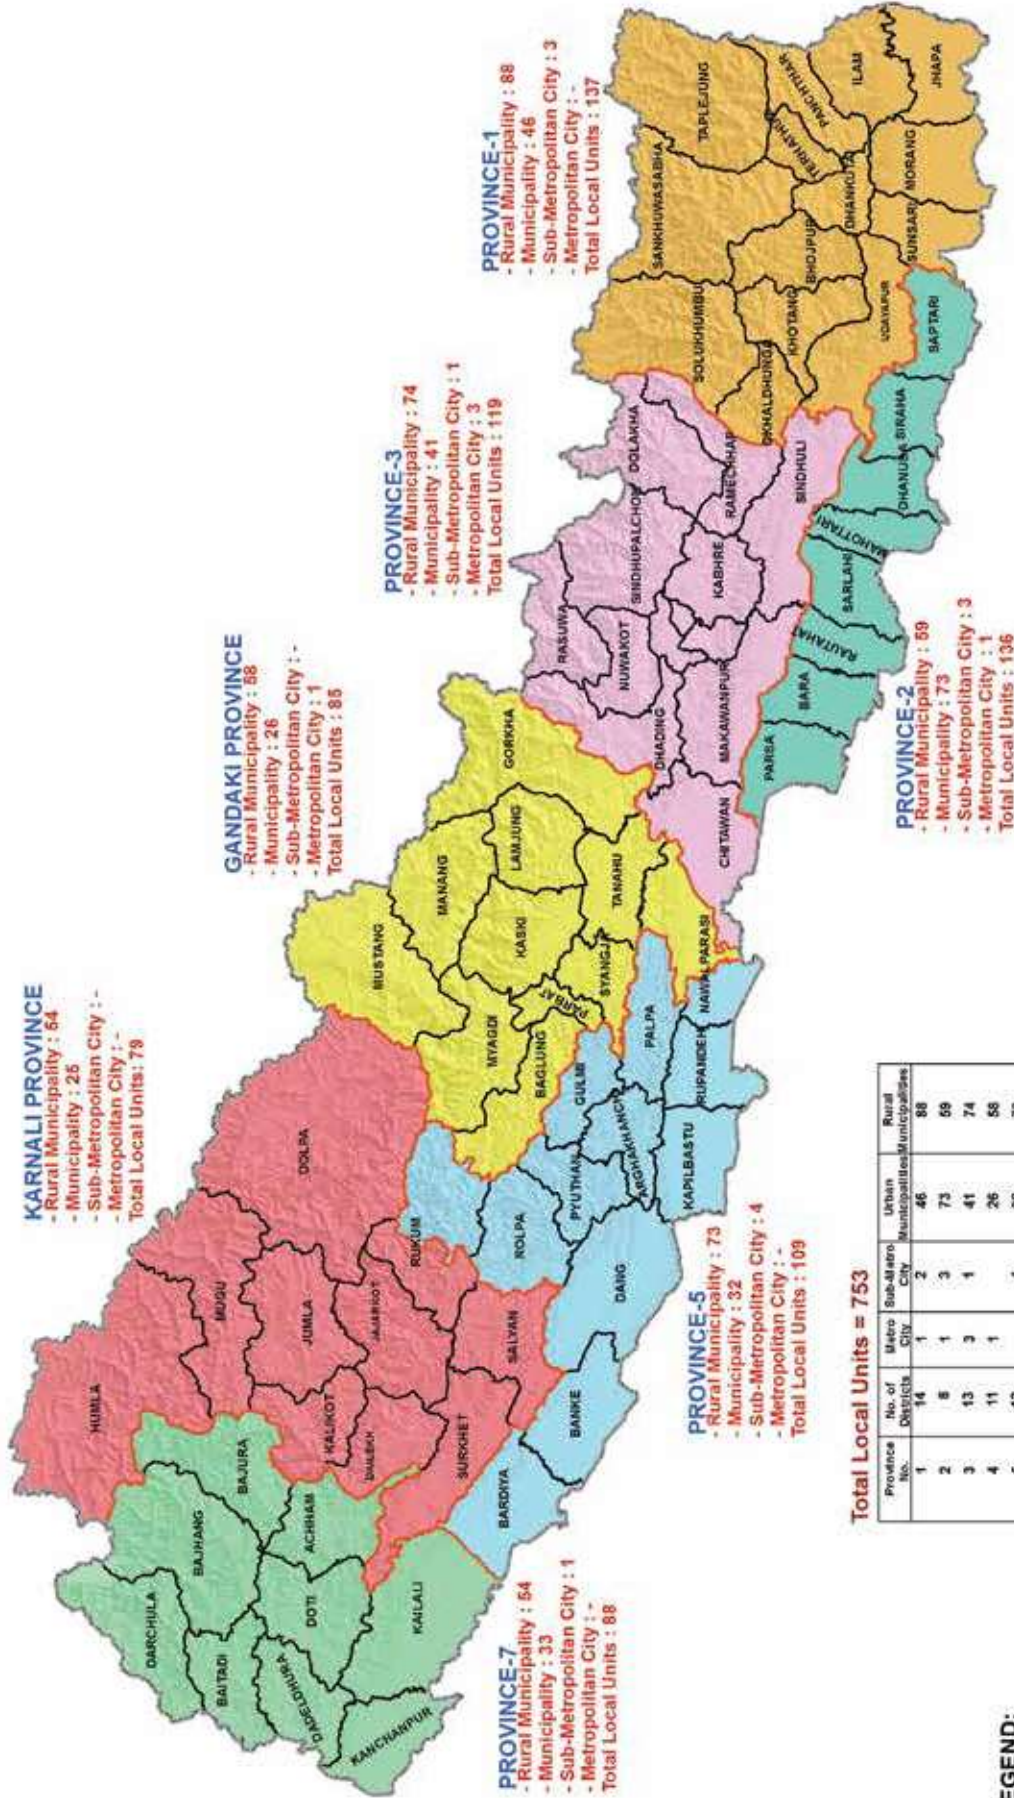 KARNALI PROVINCE
- Rural Municipality : 54
- Municipality : 25
- Sub-Metropolitan City : -
- Metropolitan City : -
Total Local Units: 79
GANDAKI PROVINCE
- Rural Municipality : 58
- Municipality : 26
- Sub-Metropolitan City : -
- Metropolitan City : 1
Total Local Units : 85
PROVINCE-3
- Rural Municipality : 74
- Municipality : 41
- Sub-Metropolitan City : 1
- Metropolitan City : 3
Total Local Units : 119
PROVINCE-1
- Rural Municipality : 88
- Municipality : 46
- Sub-Metropolitan City : 3
- Metropolitan City : -
Total Local Units : 137
HUMLA
DARCHULA
BAJHANG
BAJURA
BAITADI
DADELDHURA
DOTI
ACHHAM
KANCHANPUR
KAILALI
MUGU
DOLPA
JUMLA
KALIKOT
DAILEKH
JAJARKOT
RUKUM
SURKHET
SALYAN
BARDIYA
BANKE
DANG
ROLPA
PYUTHAN
GULMI
ARGHAKHANCHI
PALPA
KAPILBASTU
RUPANDEHI
NAWALPARASI
MUSTANG
MANANG
MYAGDI
KASKI
LAMJUNG
GORKHA
BAGLUNG
PARBAT
SYANGJA
TANAHU
RASUWA
NUWAKOT
SINDHUPALCHOK
DOLAKHA
DHADING
KABHRE
RAMECHHAP
MAKAWANPUR
CHITAWAN
SINDHULI
PARSA
BARA
RAUTAHAT
SARLAHI
MAHOTTARI
DHANUSA
SIRAHA
SAPTARI
SOLUKHUMBU
SANKHUWASABHA
TAPLEJUNG
OKHALDHUNGA
KHOTANG
BHOJPUR
TERHATHUM
PANCHTHAR
DHANKUTA
ILAM
UDAYAPUR
SUNSARI
MORANG
JHAPA
PROVINCE-7
- Rural Municipality : 54
- Municipality : 33
- Sub-Metropolitan City : 1
- Metropolitan City : -
Total Local Units : 88
PROVINCE-5
- Rural Municipality : 73
- Municipality : 32
- Sub-Metropolitan City : 4
- Metropolitan City : -
Total Local Units : 109
PROVINCE-2
- Rural Municipality : 59
- Municipality : 73
- Sub-Metropolitan City : 3
- Metropolitan City : 1
Total Local Units : 136
Total Local Units = 753
Province No. No. of Districts Metro City Sub-Metro City Urban Municipalities Rural Municipalities
1 14 1 2 46 88
2 8 1 3 73 59
3 13 3 1 41 74
4 11 1 26 58
EGEND: